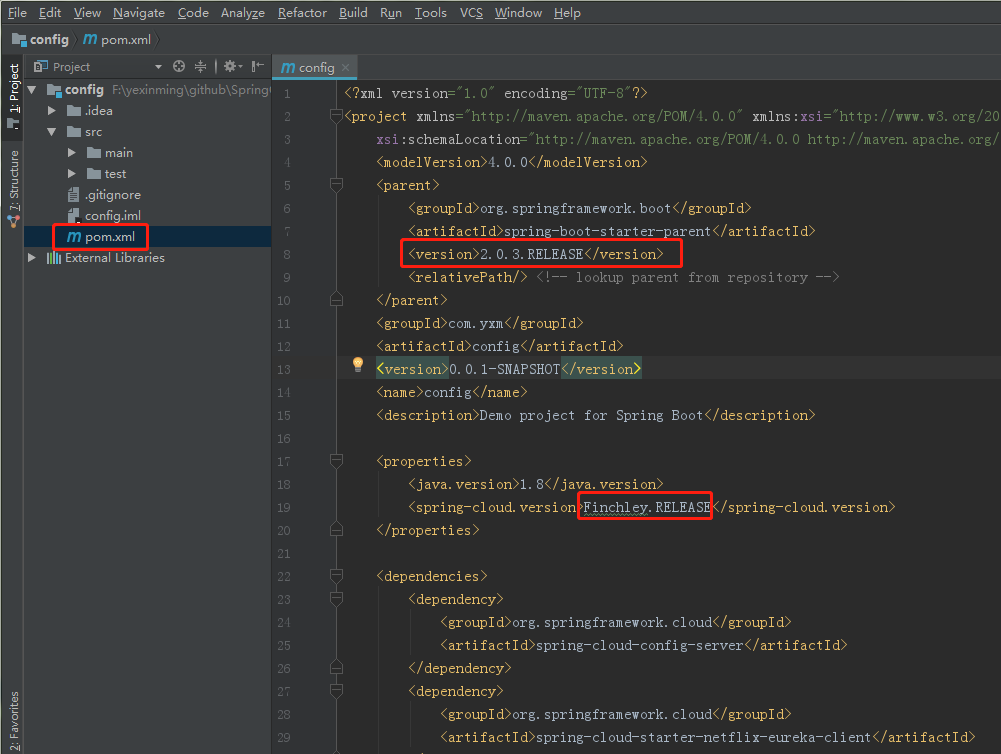 File Edit View Navigate Code Analyze Refactor Build Run Tools VCS Window Help
config pom.xml
1: Project
7: Structure
2: Favorites
Project
config F:\yexinming\github\Spring
.idea
src
main
test
.gitignore
config.iml
pom.xml
External Libraries
config
1 <?xml version="1.0" encoding="UTF-8"?>
2 <project xmlns="http://maven.apache.org/POM/4.0.0" xmlns:xsi="http://www.w3.org/20
3 xsi:schemaLocation="http://maven.apache.org/POM/4.0.0 http://maven.apache.org/
4 <modelVersion>4.0.0</modelVersion>
5 <parent>
6 <groupId>org.springframework.boot</groupId>
7 <artifactId>spring-boot-starter-parent</artifactId>
8 <version>2.0.3.RELEASE</version>
9 <relativePath/> <!-- lookup parent from repository -->
10 </parent>
11 <groupId>com.yxm</groupId>
12 <artifactId>config</artifactId>
13 <version>0.0.1-SNAPSHOT</version>
14 <name>config</name>
15 <description>Demo project for Spring Boot</description>
16
17 <properties>
18 <java.version>1.8</java.version>
19 <spring-cloud.version>Finchley.RELEASE</spring-cloud.version>
20 </properties>
21
22 <dependencies>
23 <dependency>
24 <groupId>org.springframework.cloud</groupId>
25 <artifactId>spring-cloud-config-server</artifactId>
26 </dependency>
27 <dependency>
28 <groupId>org.springframework.cloud</groupId>
29 <artifactId>spring-cloud-starter-netflix-eureka-client</artifactId>